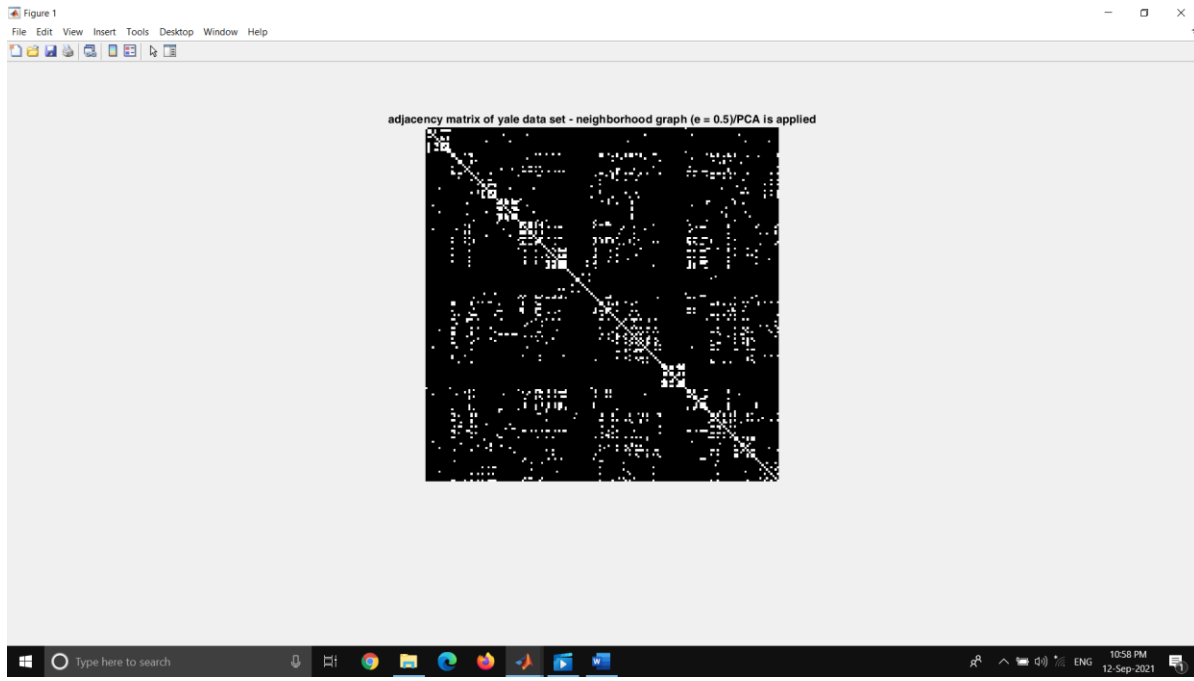 Figure 1
File Edit View Insert Tools Desktop Window Help
adjacency matrix of yale data set - neighborhood graph (e = 0.5)/PCA is applied
Type here to search
ENG
10:58 PM
12-Sep-2021